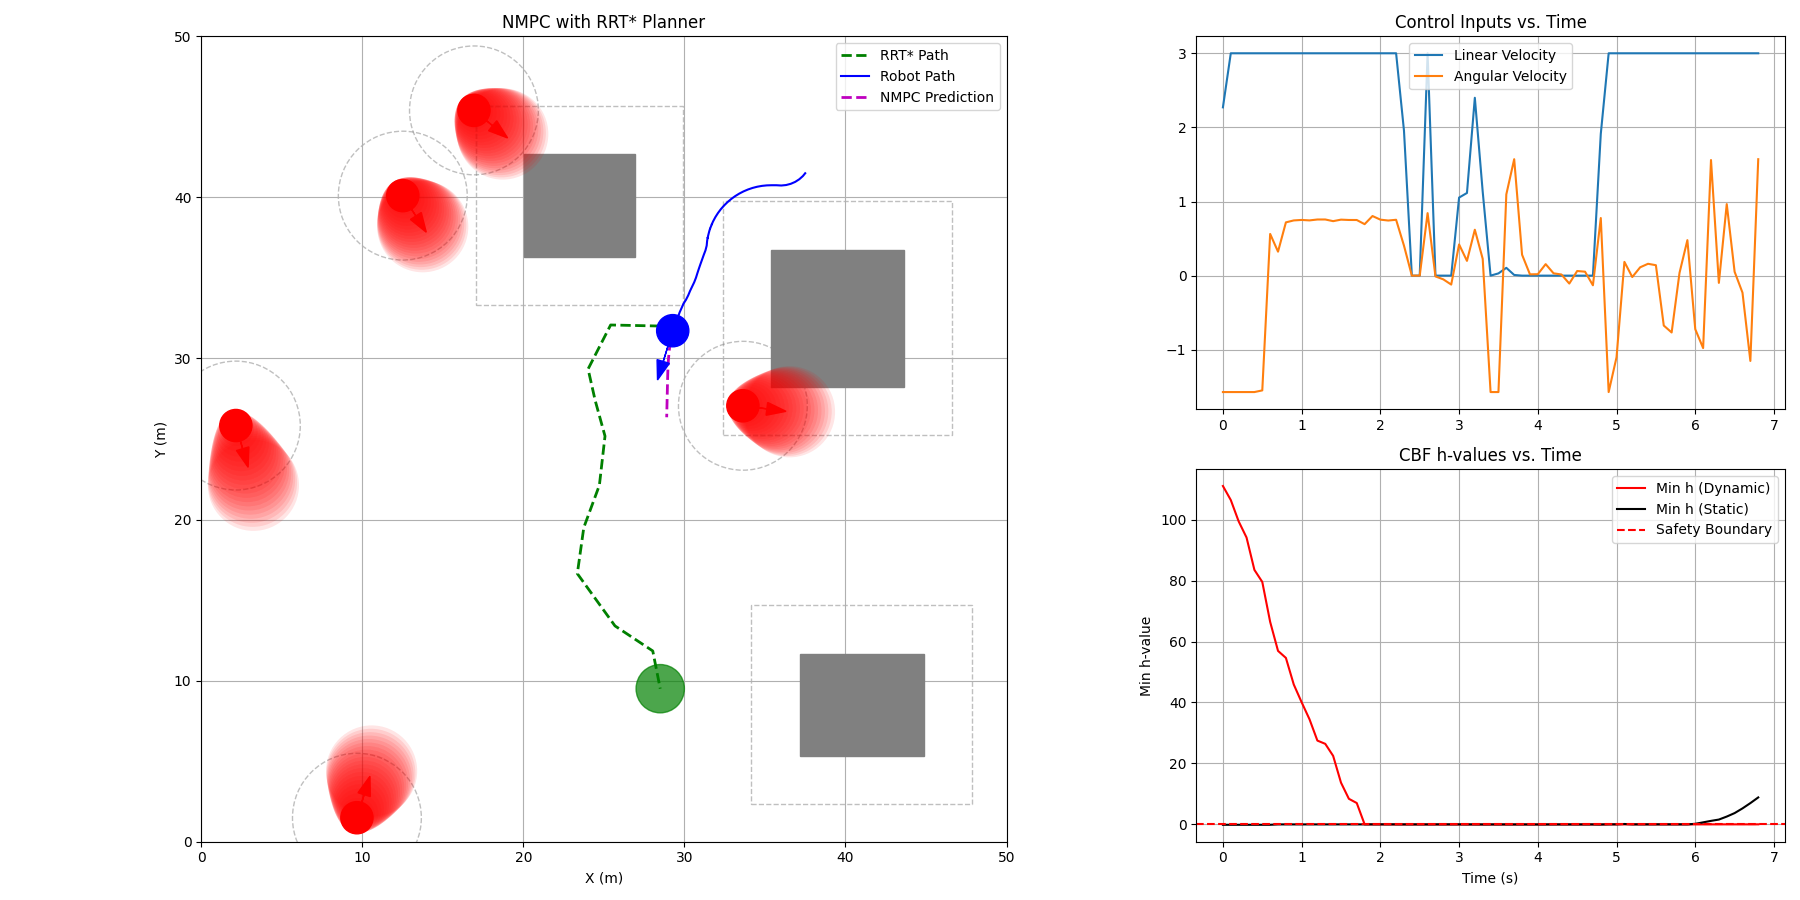 NMPC with RRT* Planner
50
40
30
20
10
0
Y (m)
RRT* Path
Robot Path
NMPC Prediction
0 10 20 30 40 50
X (m)
Control Inputs vs. Time
3
2
1
0
−1
Linear Velocity
Angular Velocity
0 1 2 3 4 5 6 7
CBF h-values vs. Time
100
80
60
40
20
0
Min h-value
Min h (Dynamic)
Min h (Static)
Safety Boundary
0 1 2 3 4 5 6 7
Time (s)